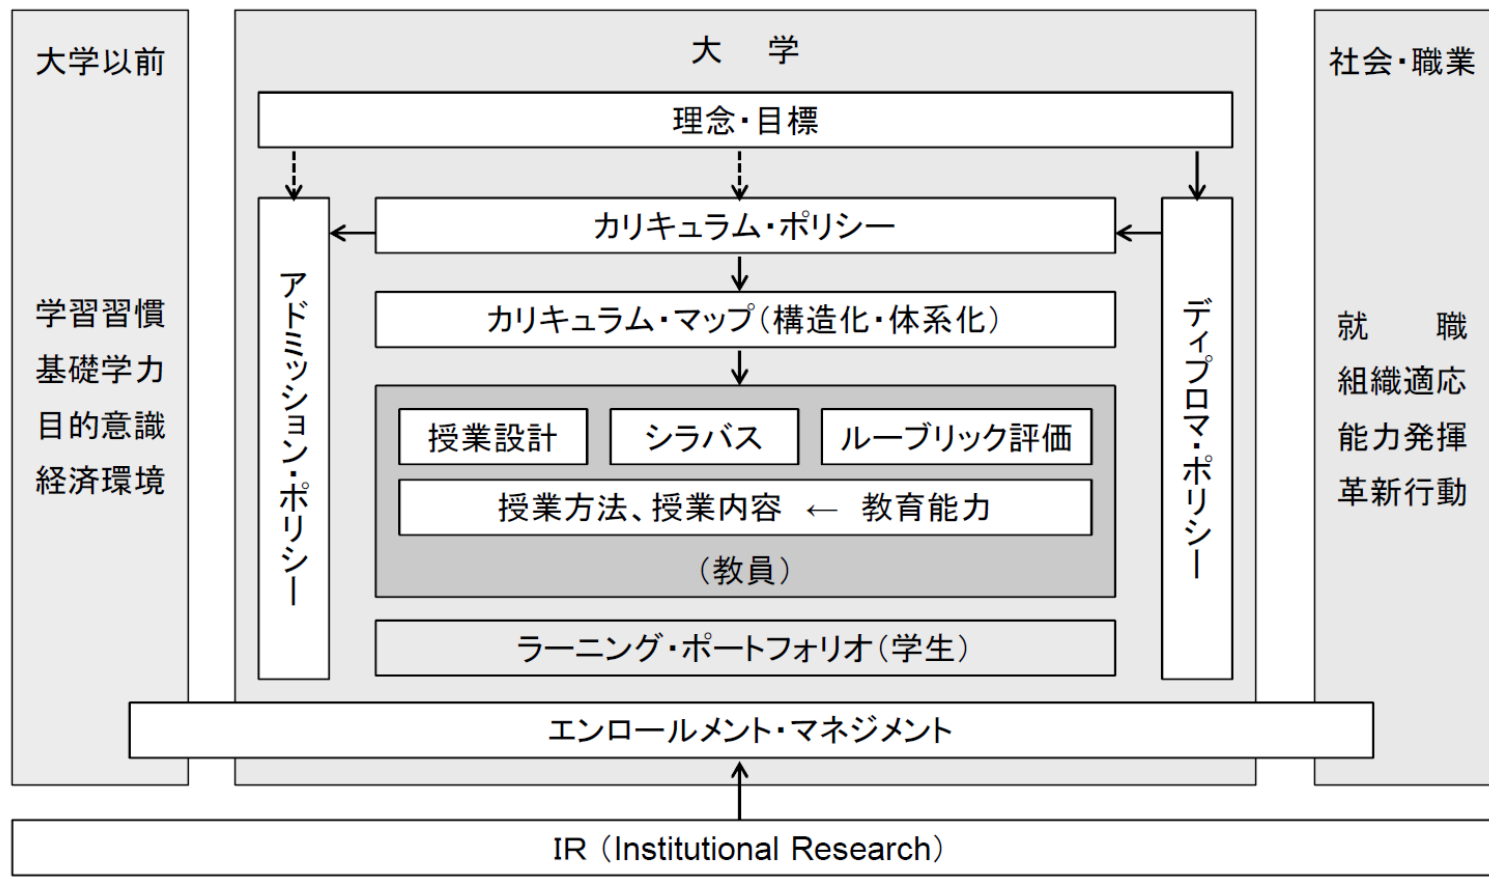 大学以前
学習習慣
基礎学力
目的意識
経済環境
大 学
理念・目標
アドミッション・ポリシー
カリキュラム・ポリシー
カリキュラム・マップ(構造化・体系化)
授業設計
シラバス
ルーブリック評価
授業方法、授業内容 ← 教育能力
(教員)
ラーニング・ポートフォリオ(学生)
ディプロマ・ポリシー
社会・職業
就 職
組織適応
能力発揮
革新行動
エンロールメント・マネジメント
IR (Institutional Research)